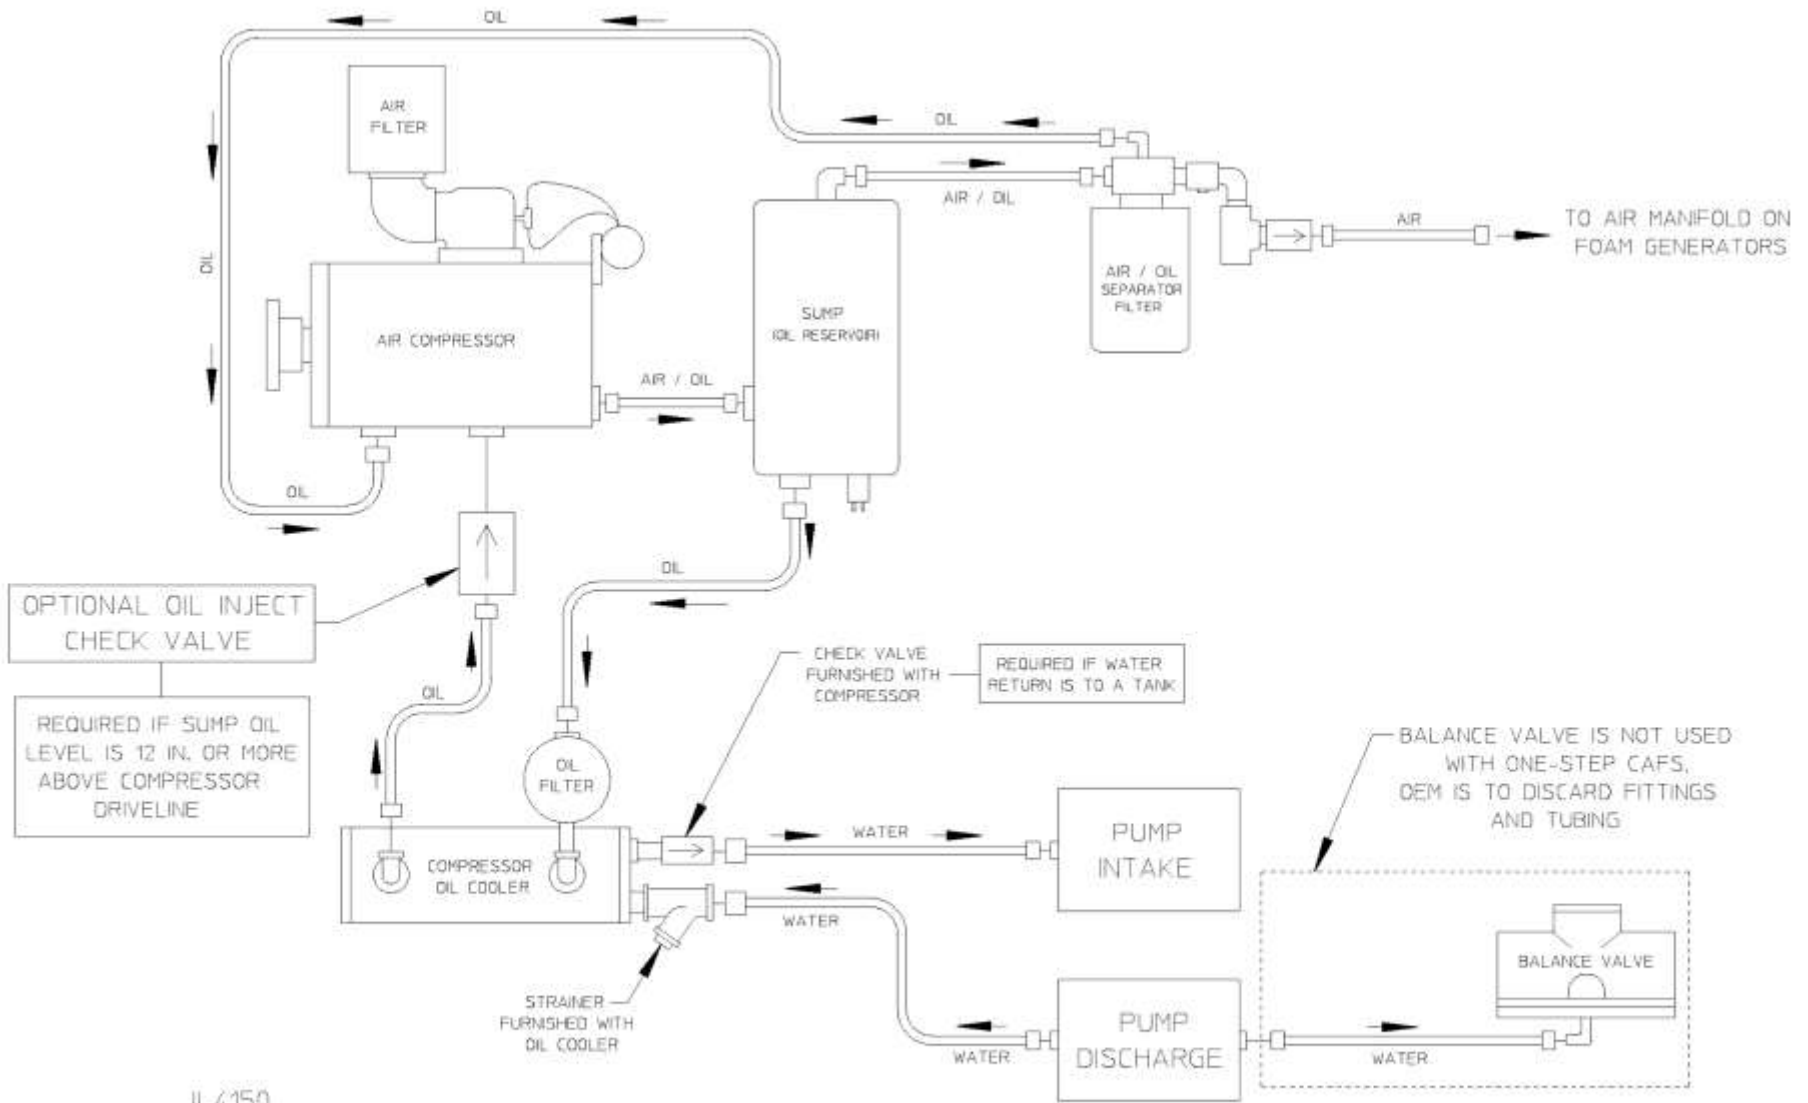 OIL
AIR
FILTER
OIL
AIR / OIL
AIR
TO AIR MANIFOLD ON
FOAM GENERATORS
OIL
AIR / OIL
SEPARATOR
FILTER
SUMP
(OIL RESERVOIR)
AIR COMPRESSOR
AIR / OIL
OIL
OIL
OPTIONAL OIL INJECT
CHECK VALVE
REQUIRED IF SUMP OIL
LEVEL IS 12 IN. OR MORE
ABOVE COMPRESSOR
DRIVELINE
OIL
CHECK VALVE
FURNISHED WITH
COMPRESSOR
REQUIRED IF WATER
RETURN IS TO A TANK
BALANCE VALVE IS NOT USED
WITH ONE-STEP CAFS,
OEM IS TO DISCARD FITTINGS
AND TUBING
OIL
FILTER
WATER
PUMP
INTAKE
COMPRESSOR
OIL COOLER
WATER
BALANCE VALVE
STRAINER
FURNISHED WITH
OIL COOLER
WATER
PUMP
DISCHARGE
WATER